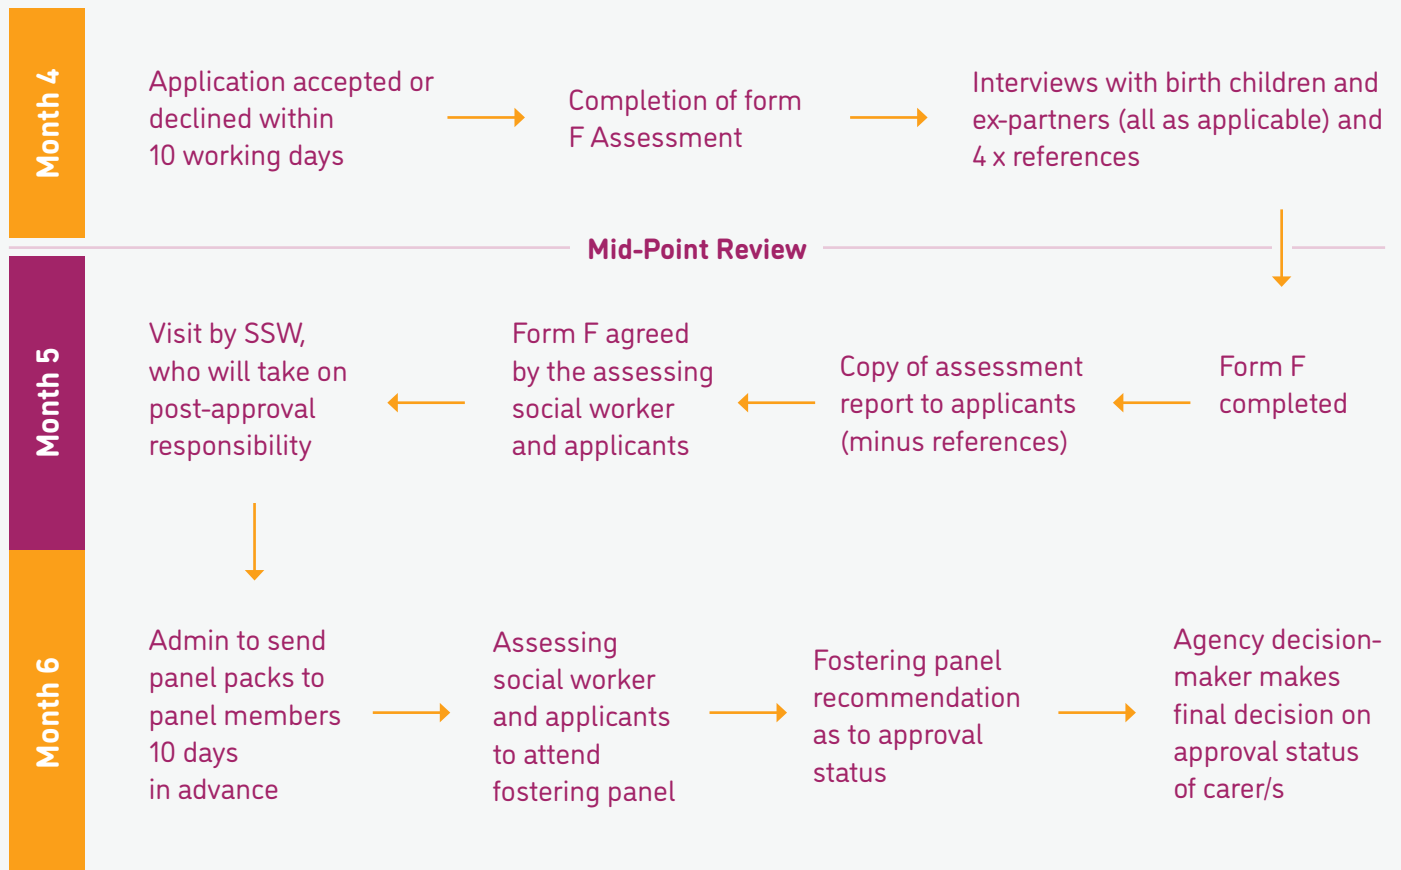 Month 4
Application accepted or
declined within
10 working days
Completion of form
F Assessment
Interviews with birth children and
ex-partners (all as applicable) and
4 x references
Mid-Point Review
Month 5
Visit by SSW,
who will take on
post-approval
responsibility
Form F agreed
by the assessing
social worker
and applicants
Copy of assessment
report to applicants
(minus references)
Form F
completed
Month 6
Admin to send
panel packs to
panel members
10 days
in advance
Assessing
social worker
and applicants
to attend
fostering panel
Fostering panel
recommendation
as to approval
status
Agency decision-
maker makes
final decision on
approval status
of carer/s